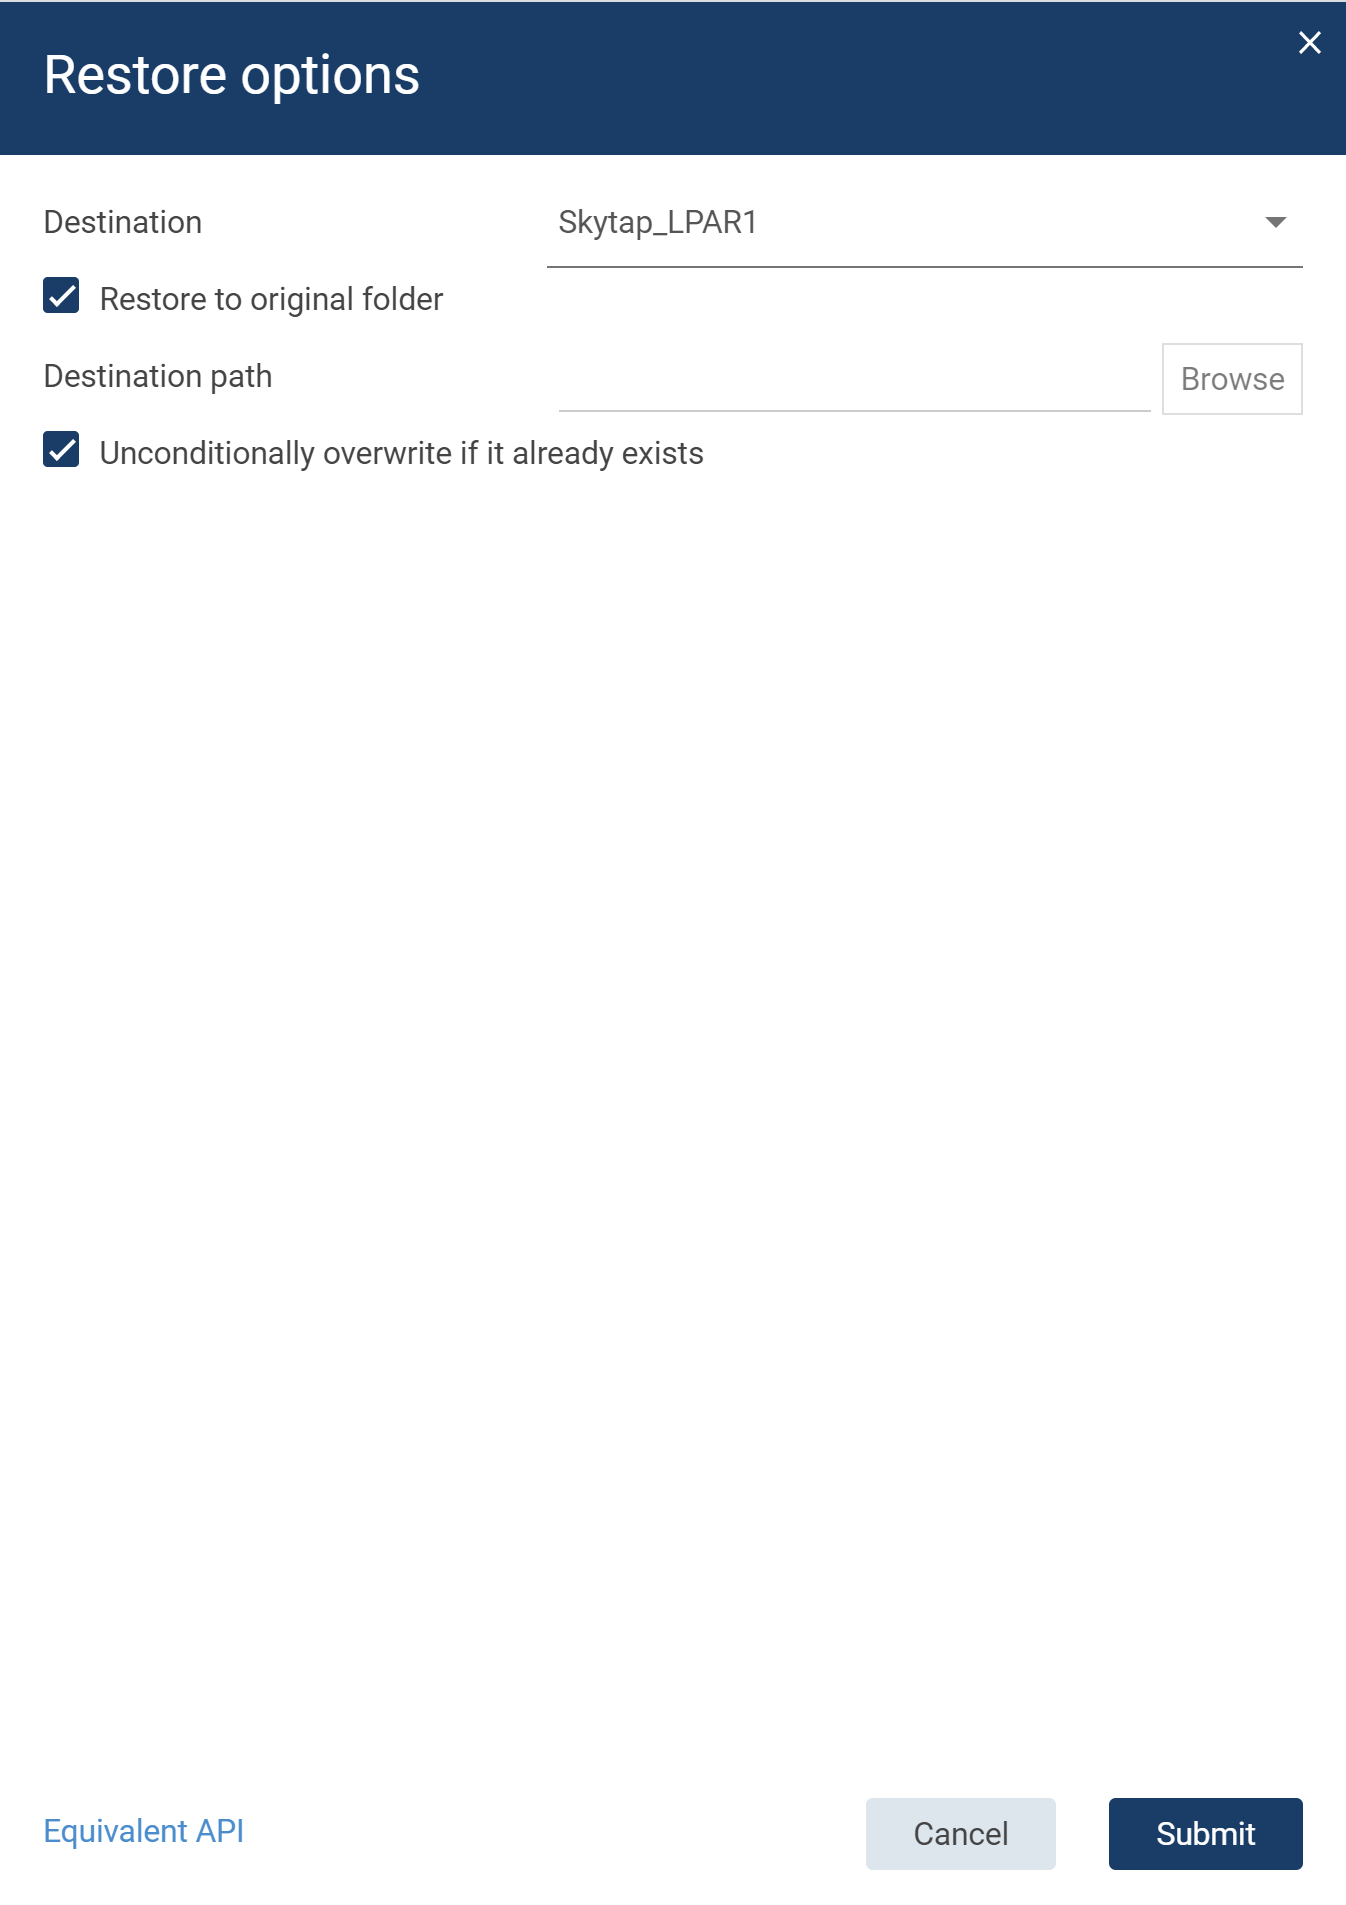 Restore options
Destination
Skytap_LPAR1
Restore to original folder
Destination path
Browse
Unconditionally overwrite if it already exists
Equivalent API
Cancel
Submit